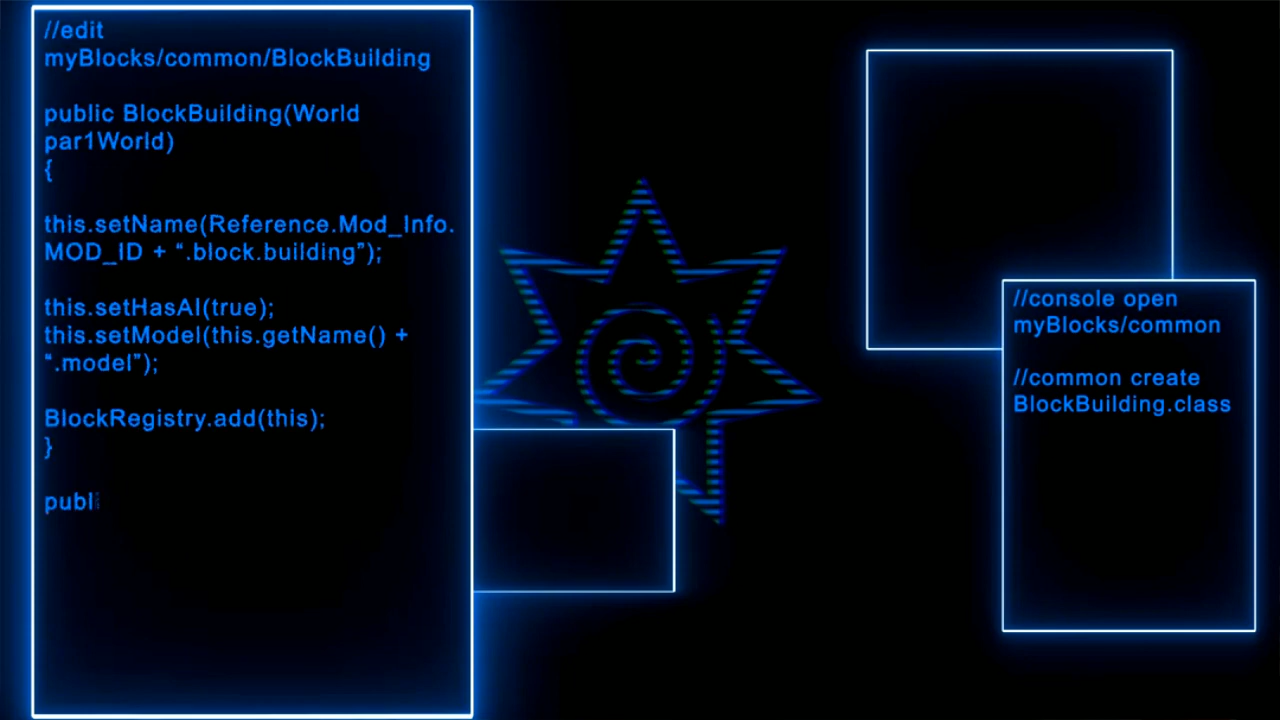 //edit
myBlocks/common/BlockBuilding
public BlockBuilding(World
par1World)
{
this.setName(Reference.Mod_Info.
MOD_ID + “.block.building”);
this.setHasAI(true);
this.setModel(this.getName() +
“.model”);
BlockRegistry.add(this);
}
publ
//console open
myBlocks/common
//common create
BlockBuilding.class